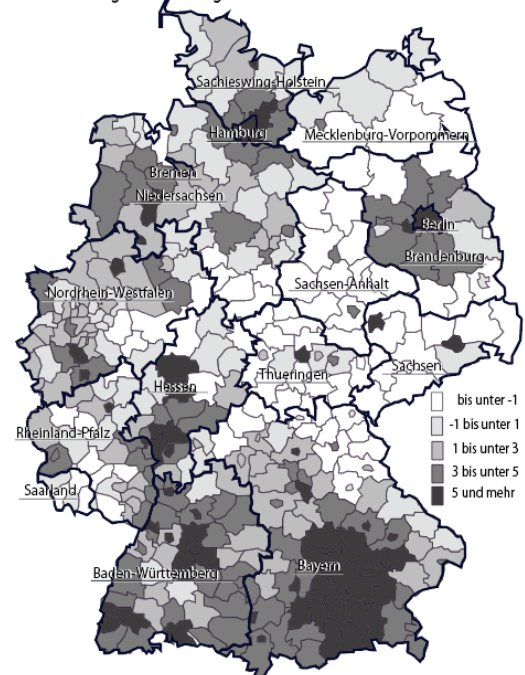 Sachieswing-Holstein
Hamburg
Mecklenburg-Vorpommern
Bremen
Niedersachsen
Berlin
Brandenburg
Nordrhein-Westfalen
Sachsen-Anhalt
Hessen
Thueringen
Sachsen
Rheinland-Pfalz
Saarland
bis unter -1
-1 bis unter 1
1 bis unter 3
3 bis unter 5
5 und mehr
Baden-Württemberg
Bayern